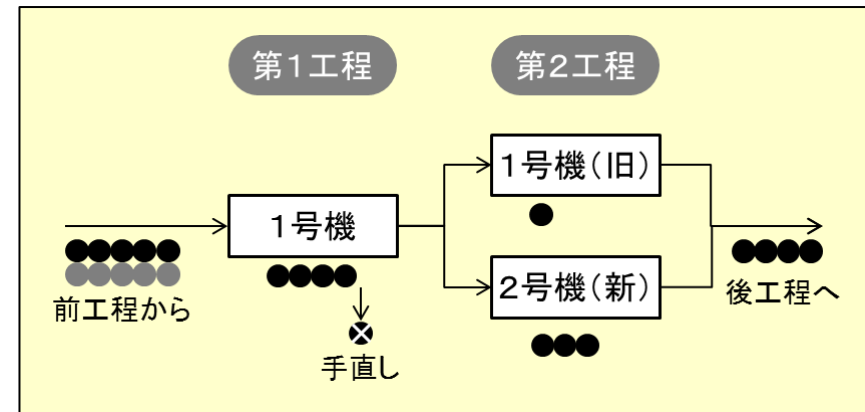 第1工程
第2工程
1号機(旧)
1号機
2号機(新)
前工程から
手直し
後工程へ